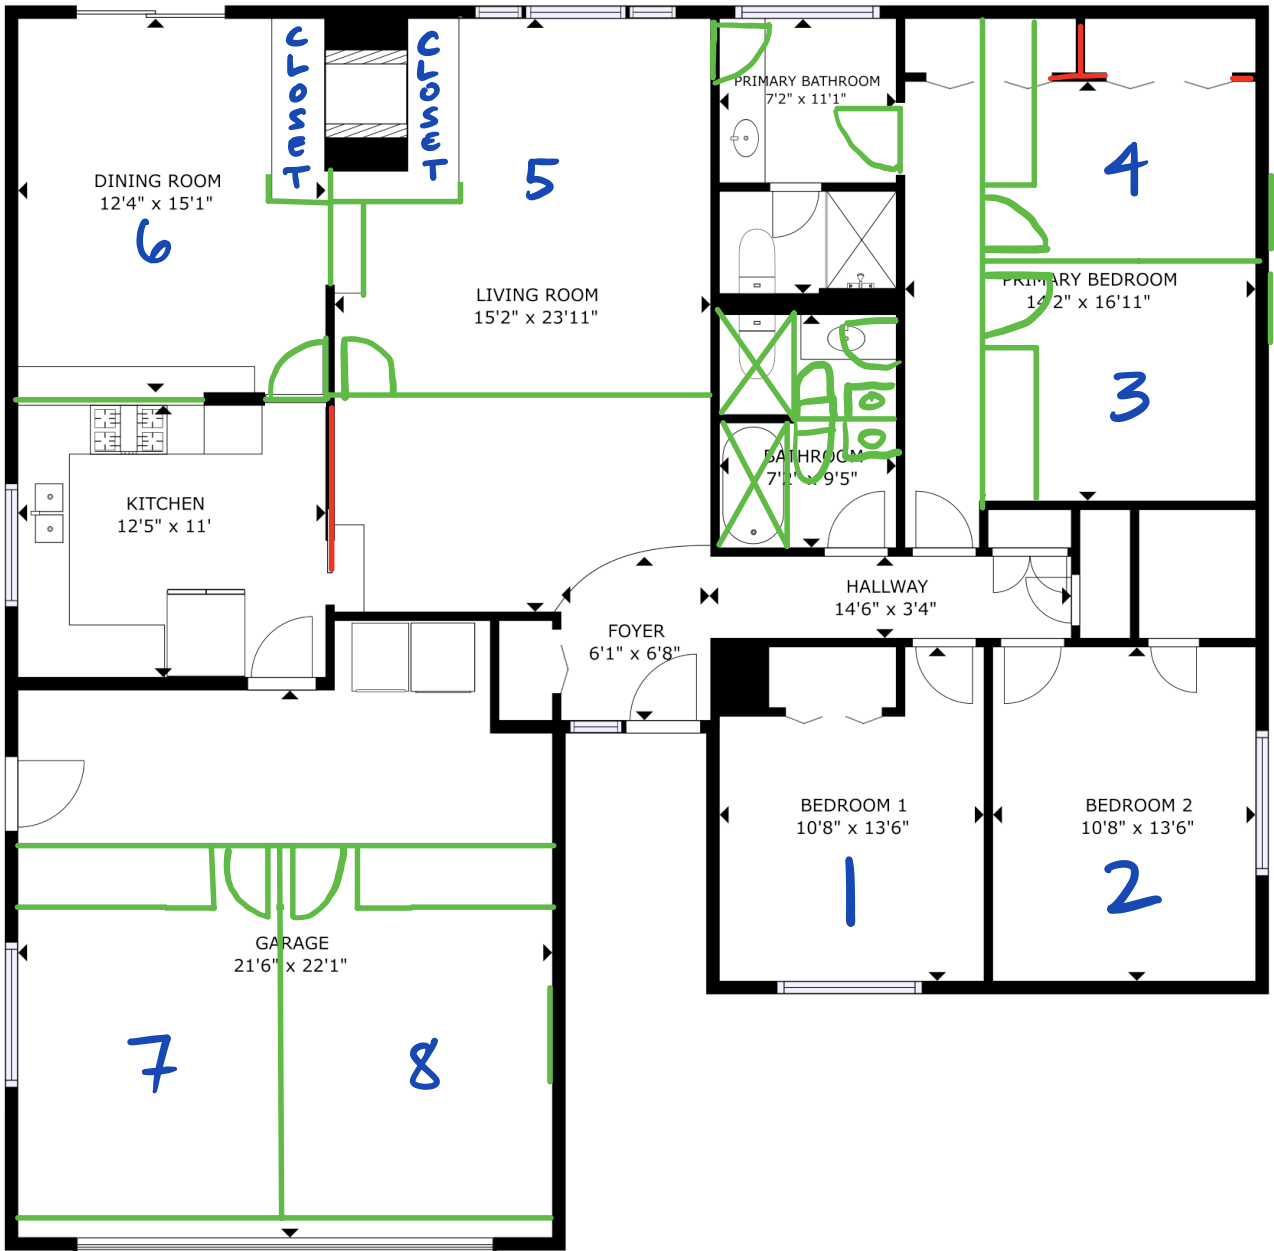 CLOSET
CLOSET
PRIMARY BATHROOM
7'2" x 11'1"
DINING ROOM
12'4" x 15'1"
6
5
4
LIVING ROOM
15'2" x 23'11"
PRIMARY BEDROOM
14'2" x 16'11"
3
KITCHEN
12'5" x 11'
BATHROOM
7'2" x 9'5"
HALLWAY
14'6" x 3'4"
FOYER
6'1" x 6'8"
BEDROOM 1
10'8" x 13'6"
1
BEDROOM 2
10'8" x 13'6"
2
GARAGE
21'6" x 22'1"
7
8